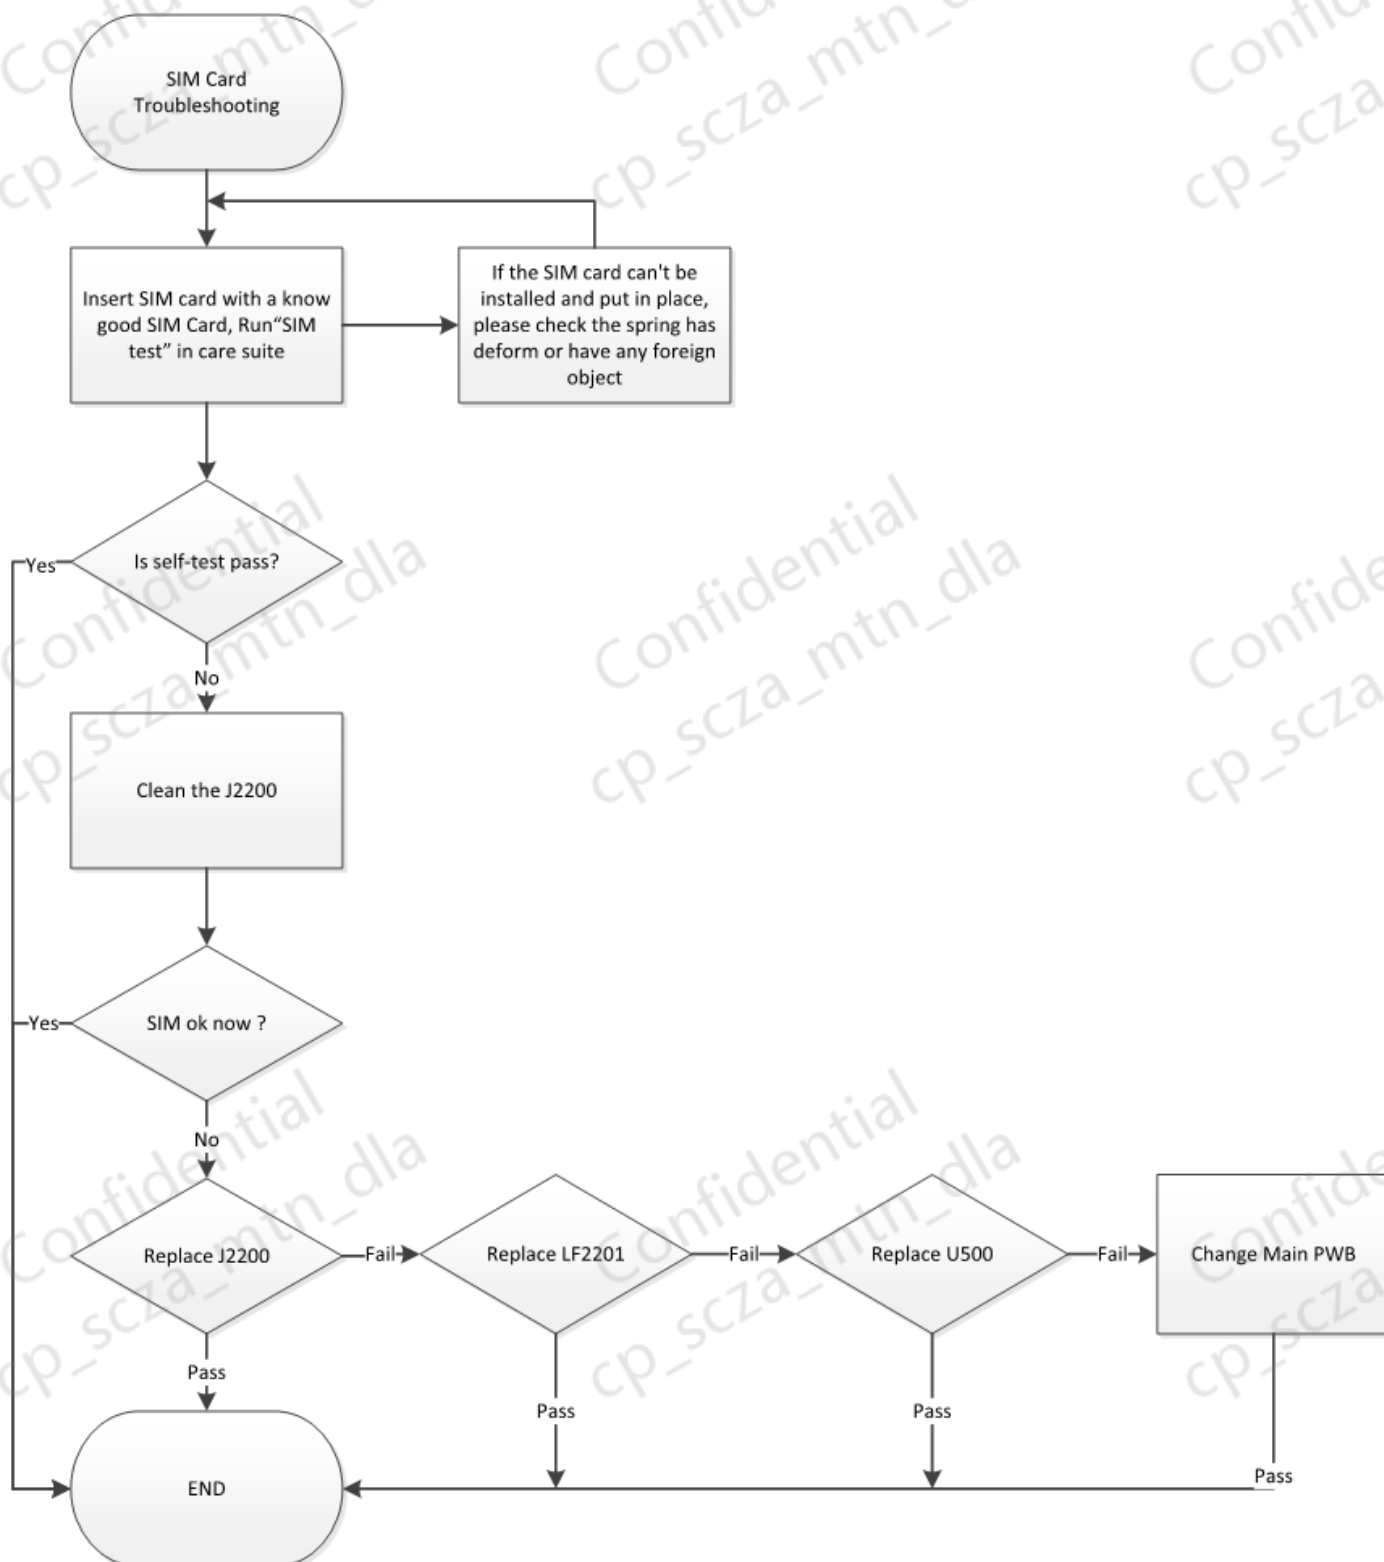 SIM Card
Troubleshooting
Insert SIM card with a know
good SIM Card, Run“SIM
test” in care suite
If the SIM card can't be
installed and put in place,
please check the spring has
deform or have any foreign
object
Is self-test pass?
Yes
No
Clean the J2200
SIM ok now ?
Yes
No
Replace J2200
Fail
Replace LF2201
Fail
Replace U500
Fail
Change Main PWB
Pass
Pass
Pass
Pass
END
Confidential
cp_scza_mtn_dla
Confidential
cp_scza_mtn_dla
Confidential
cp_scza_mtn_dla
Confidential
cp_scza_mtn_dla